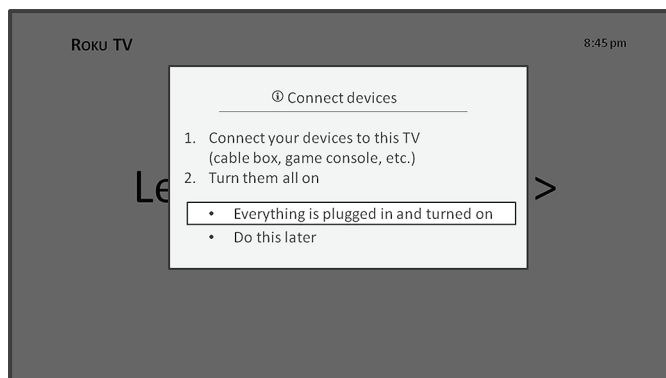 ROKU TV
8:45 pm
Connect devices
1. Connect your devices to this TV
(cable box, game console, etc.)
2. Turn them all on
Le >
• Everything is plugged in and turned on
• Do this later